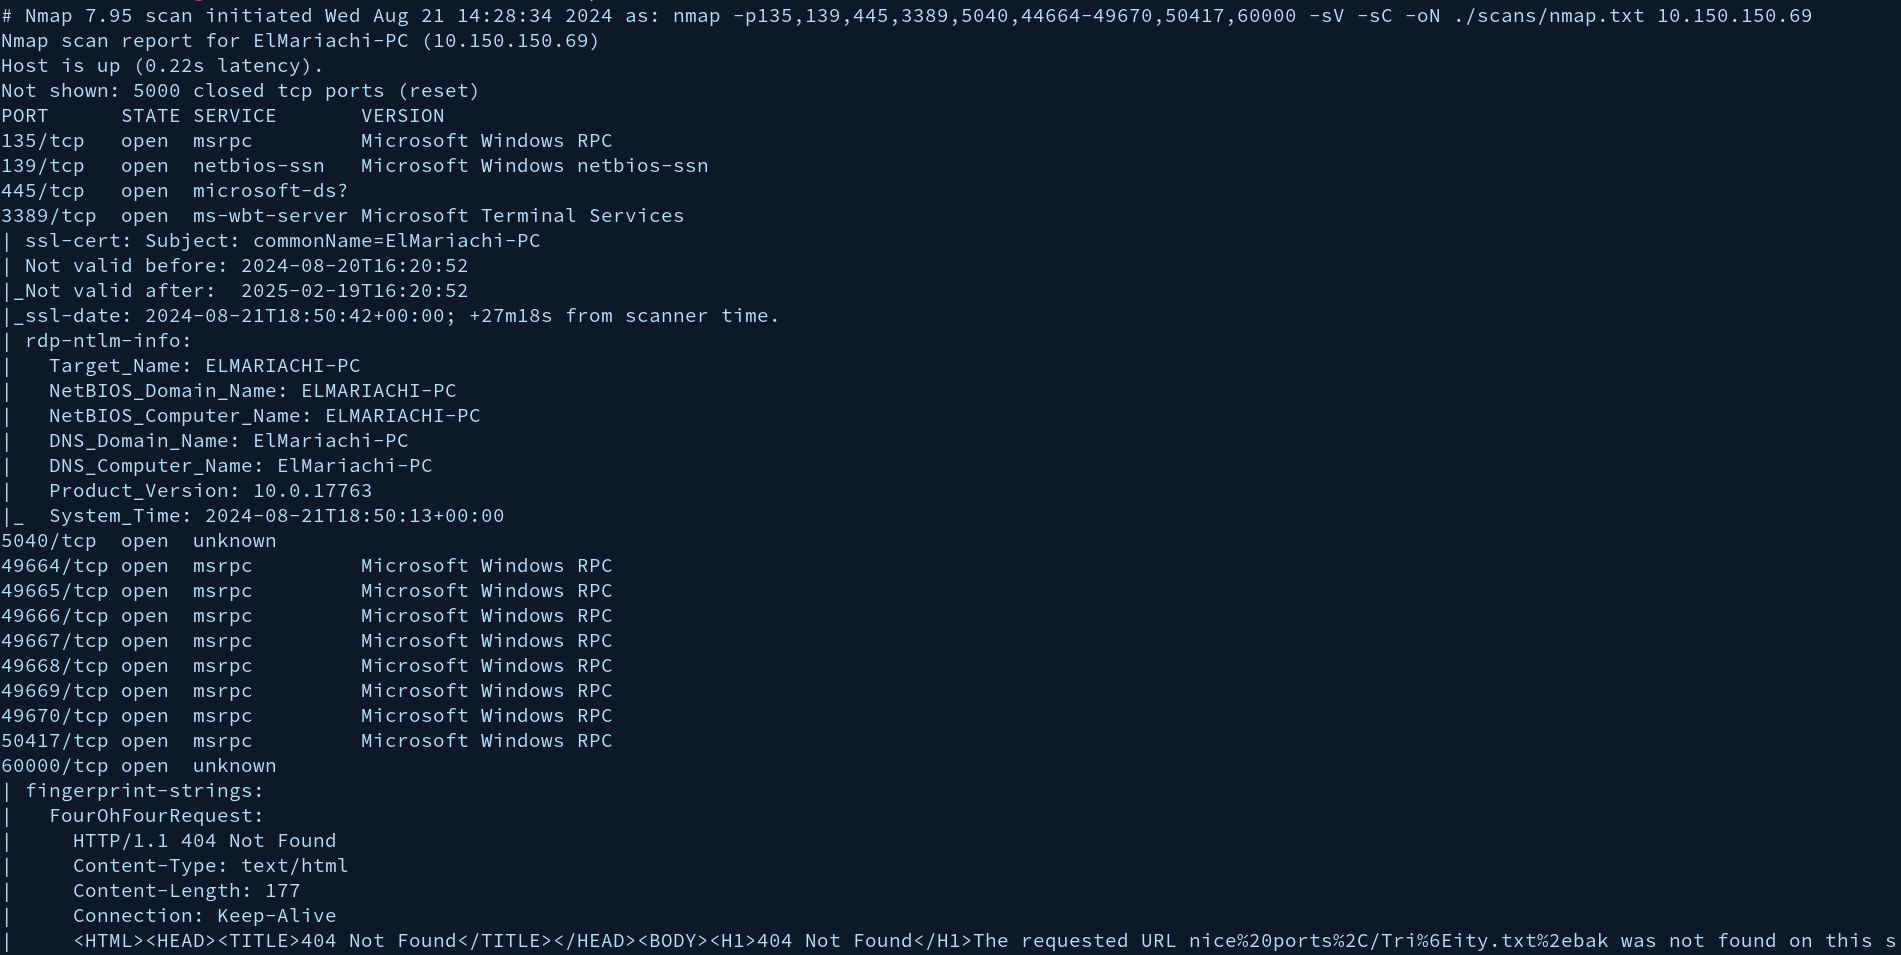 # Nmap 7.95 scan initiated Wed Aug 21 14:28:34 2024 as: nmap -p135,139,445,3389,5040,44664-49670,50417,60000 -sV -sC -oN ./scans/nmap.txt 10.150.150.69
Nmap scan report for ElMariachi-PC (10.150.150.69)
Host is up (0.22s latency).
Not shown: 5000 closed tcp ports (reset)
PORT      STATE SERVICE       VERSION
135/tcp   open  msrpc         Microsoft Windows RPC
139/tcp   open  netbios-ssn   Microsoft Windows netbios-ssn
445/tcp   open  microsoft-ds?
3389/tcp  open  ms-wbt-server Microsoft Terminal Services
| ssl-cert: Subject: commonName=ElMariachi-PC
| Not valid before: 2024-08-20T16:20:52
|_Not valid after:  2025-02-19T16:20:52
|_ssl-date: 2024-08-21T18:50:42+00:00; +27m18s from scanner time.
| rdp-ntlm-info:
|   Target_Name: ELMARIACHI-PC
|   NetBIOS_Domain_Name: ELMARIACHI-PC
|   NetBIOS_Computer_Name: ELMARIACHI-PC
|   DNS_Domain_Name: ElMariachi-PC
|   DNS_Computer_Name: ElMariachi-PC
|   Product_Version: 10.0.17763
|_  System_Time: 2024-08-21T18:50:13+00:00
5040/tcp  open  unknown
49664/tcp open  msrpc         Microsoft Windows RPC
49665/tcp open  msrpc         Microsoft Windows RPC
49666/tcp open  msrpc         Microsoft Windows RPC
49667/tcp open  msrpc         Microsoft Windows RPC
49668/tcp open  msrpc         Microsoft Windows RPC
49669/tcp open  msrpc         Microsoft Windows RPC
49670/tcp open  msrpc         Microsoft Windows RPC
50417/tcp open  msrpc         Microsoft Windows RPC
60000/tcp open  unknown
| fingerprint-strings:
|   FourOhFourRequest:
|     HTTP/1.1 404 Not Found
|     Content-Type: text/html
|     Content-Length: 177
|     Connection: Keep-Alive
|     <HTML><HEAD><TITLE>404 Not Found</TITLE></HEAD><BODY><H1>404 Not Found</H1>The requested URL nice%20ports%2C/Tri%6Eity.txt%2ebak was not found on this s